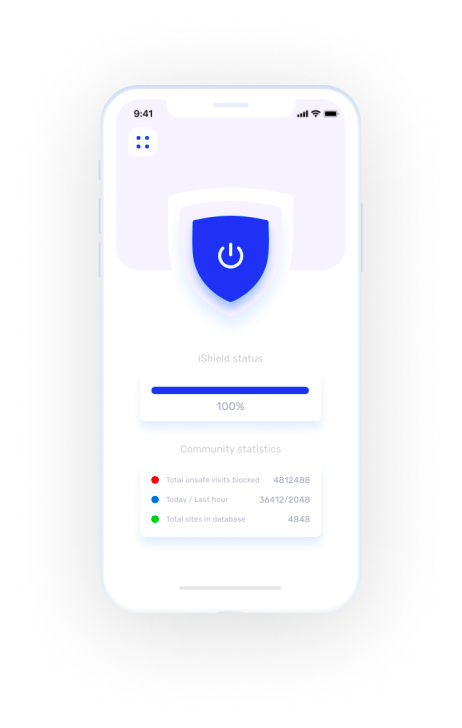 9:41
iShield status
100%
Community statistics
Total unsafe visits blocked 4812488
Today / Last hour 36412/2048
Total sites in database 4848